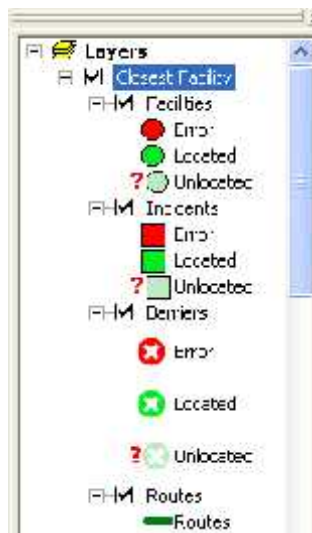 Layers
Closest Facility
Facilities
Error
Located
? Unlocated
Incidents
Error
Located
? Unlocated
Barriers
Error
Located
? Unlocated
Routes
Routes